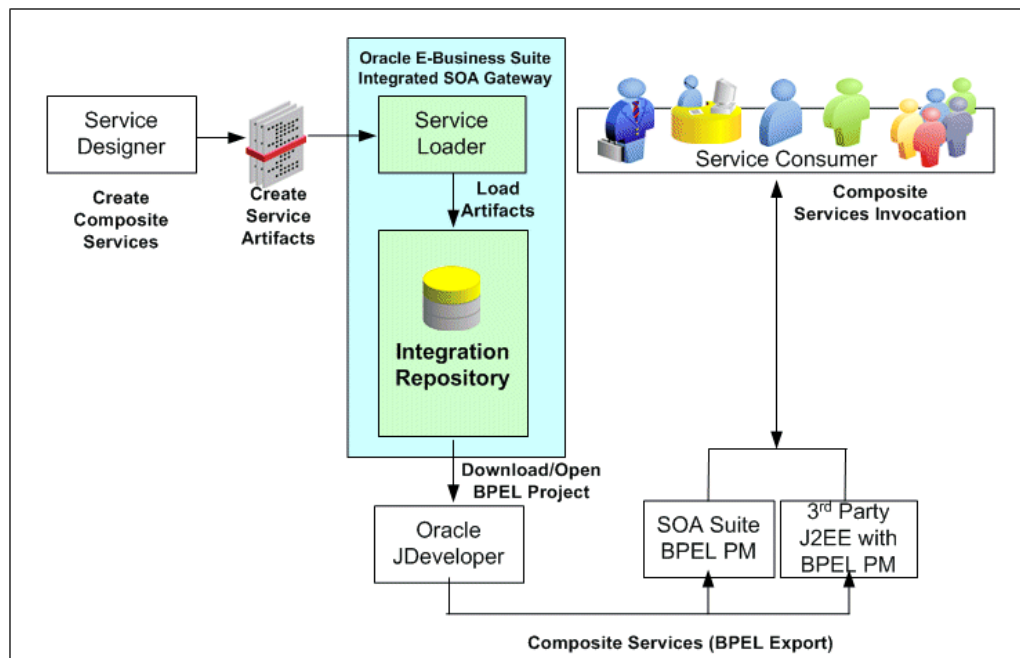 Oracle E-Business Suite
Integrated SOA Gateway
Service
Designer
Service
Loader
Service Consumer
Create
Composite
Services
Create
Service
Artifacts
Load
Artifacts
Composite
Services Invocation
Integration
Repository
Download/Open
BPEL Project
Oracle
JDeveloper
SOA Suite
BPEL PM
3rd Party
J2EE with
BPEL PM
Composite Services (BPEL Export)